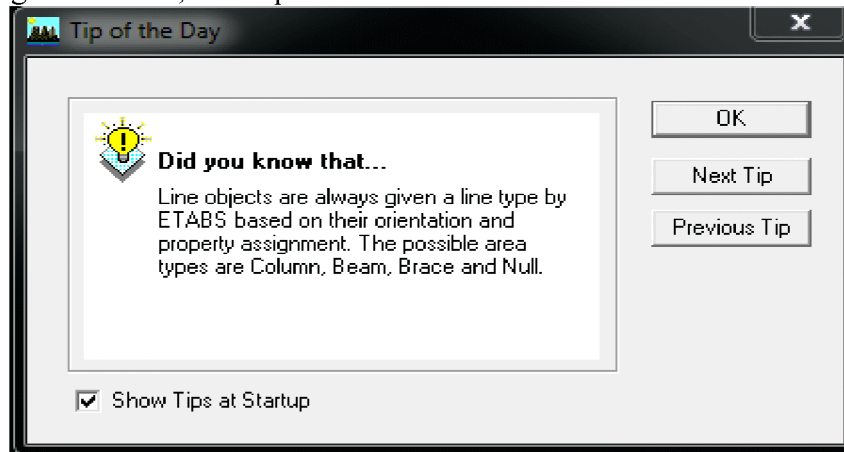 Tip of the Day
x
Did you know that...
Line objects are always given a line type by
ETABS based on their orientation and
property assignment. The possible area
types are Column, Beam, Brace and Null.
OK
Next Tip
Previous Tip
Show Tips at Startup